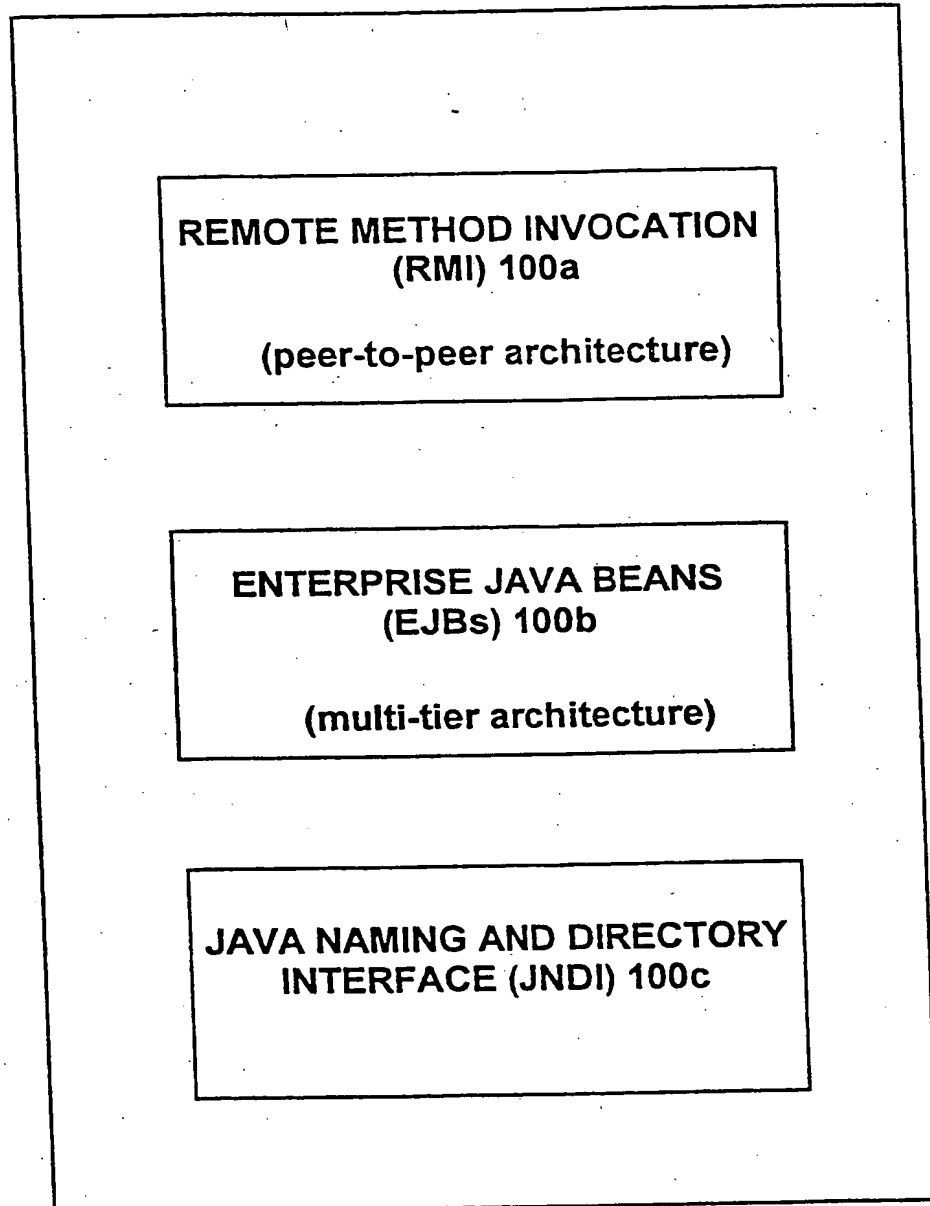 REMOTE METHOD INVOCATION
(RMI) 100a
(peer-to-peer architecture)
ENTERPRISE JAVA BEANS
(EJBs) 100b
(multi-tier architecture)
JAVA NAMING AND DIRECTORY
INTERFACE (JNDI) 100c